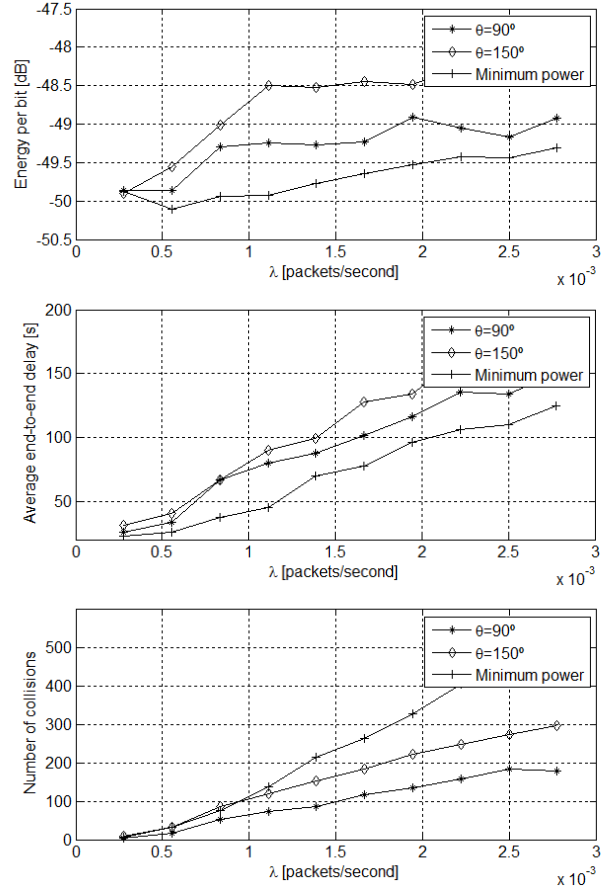 -47.5
-48
-48.5
-49
-49.5
-50
-50.5
Energy per bit [dB]
θ=90º
θ=150º
Minimum power
0 0.5 1 1.5 2 2.5 3
λ [packets/second]
x 10⁻³
200
150
100
50
Average end-to-end delay [s]
θ=90º
θ=150º
Minimum power
0 0.5 1 1.5 2 2.5 3
λ [packets/second]
x 10⁻³
500
400
300
200
100
0
Number of collisions
θ=90º
θ=150º
Minimum power
0 0.5 1 1.5 2 2.5 3
λ [packets/second]
x 10⁻³